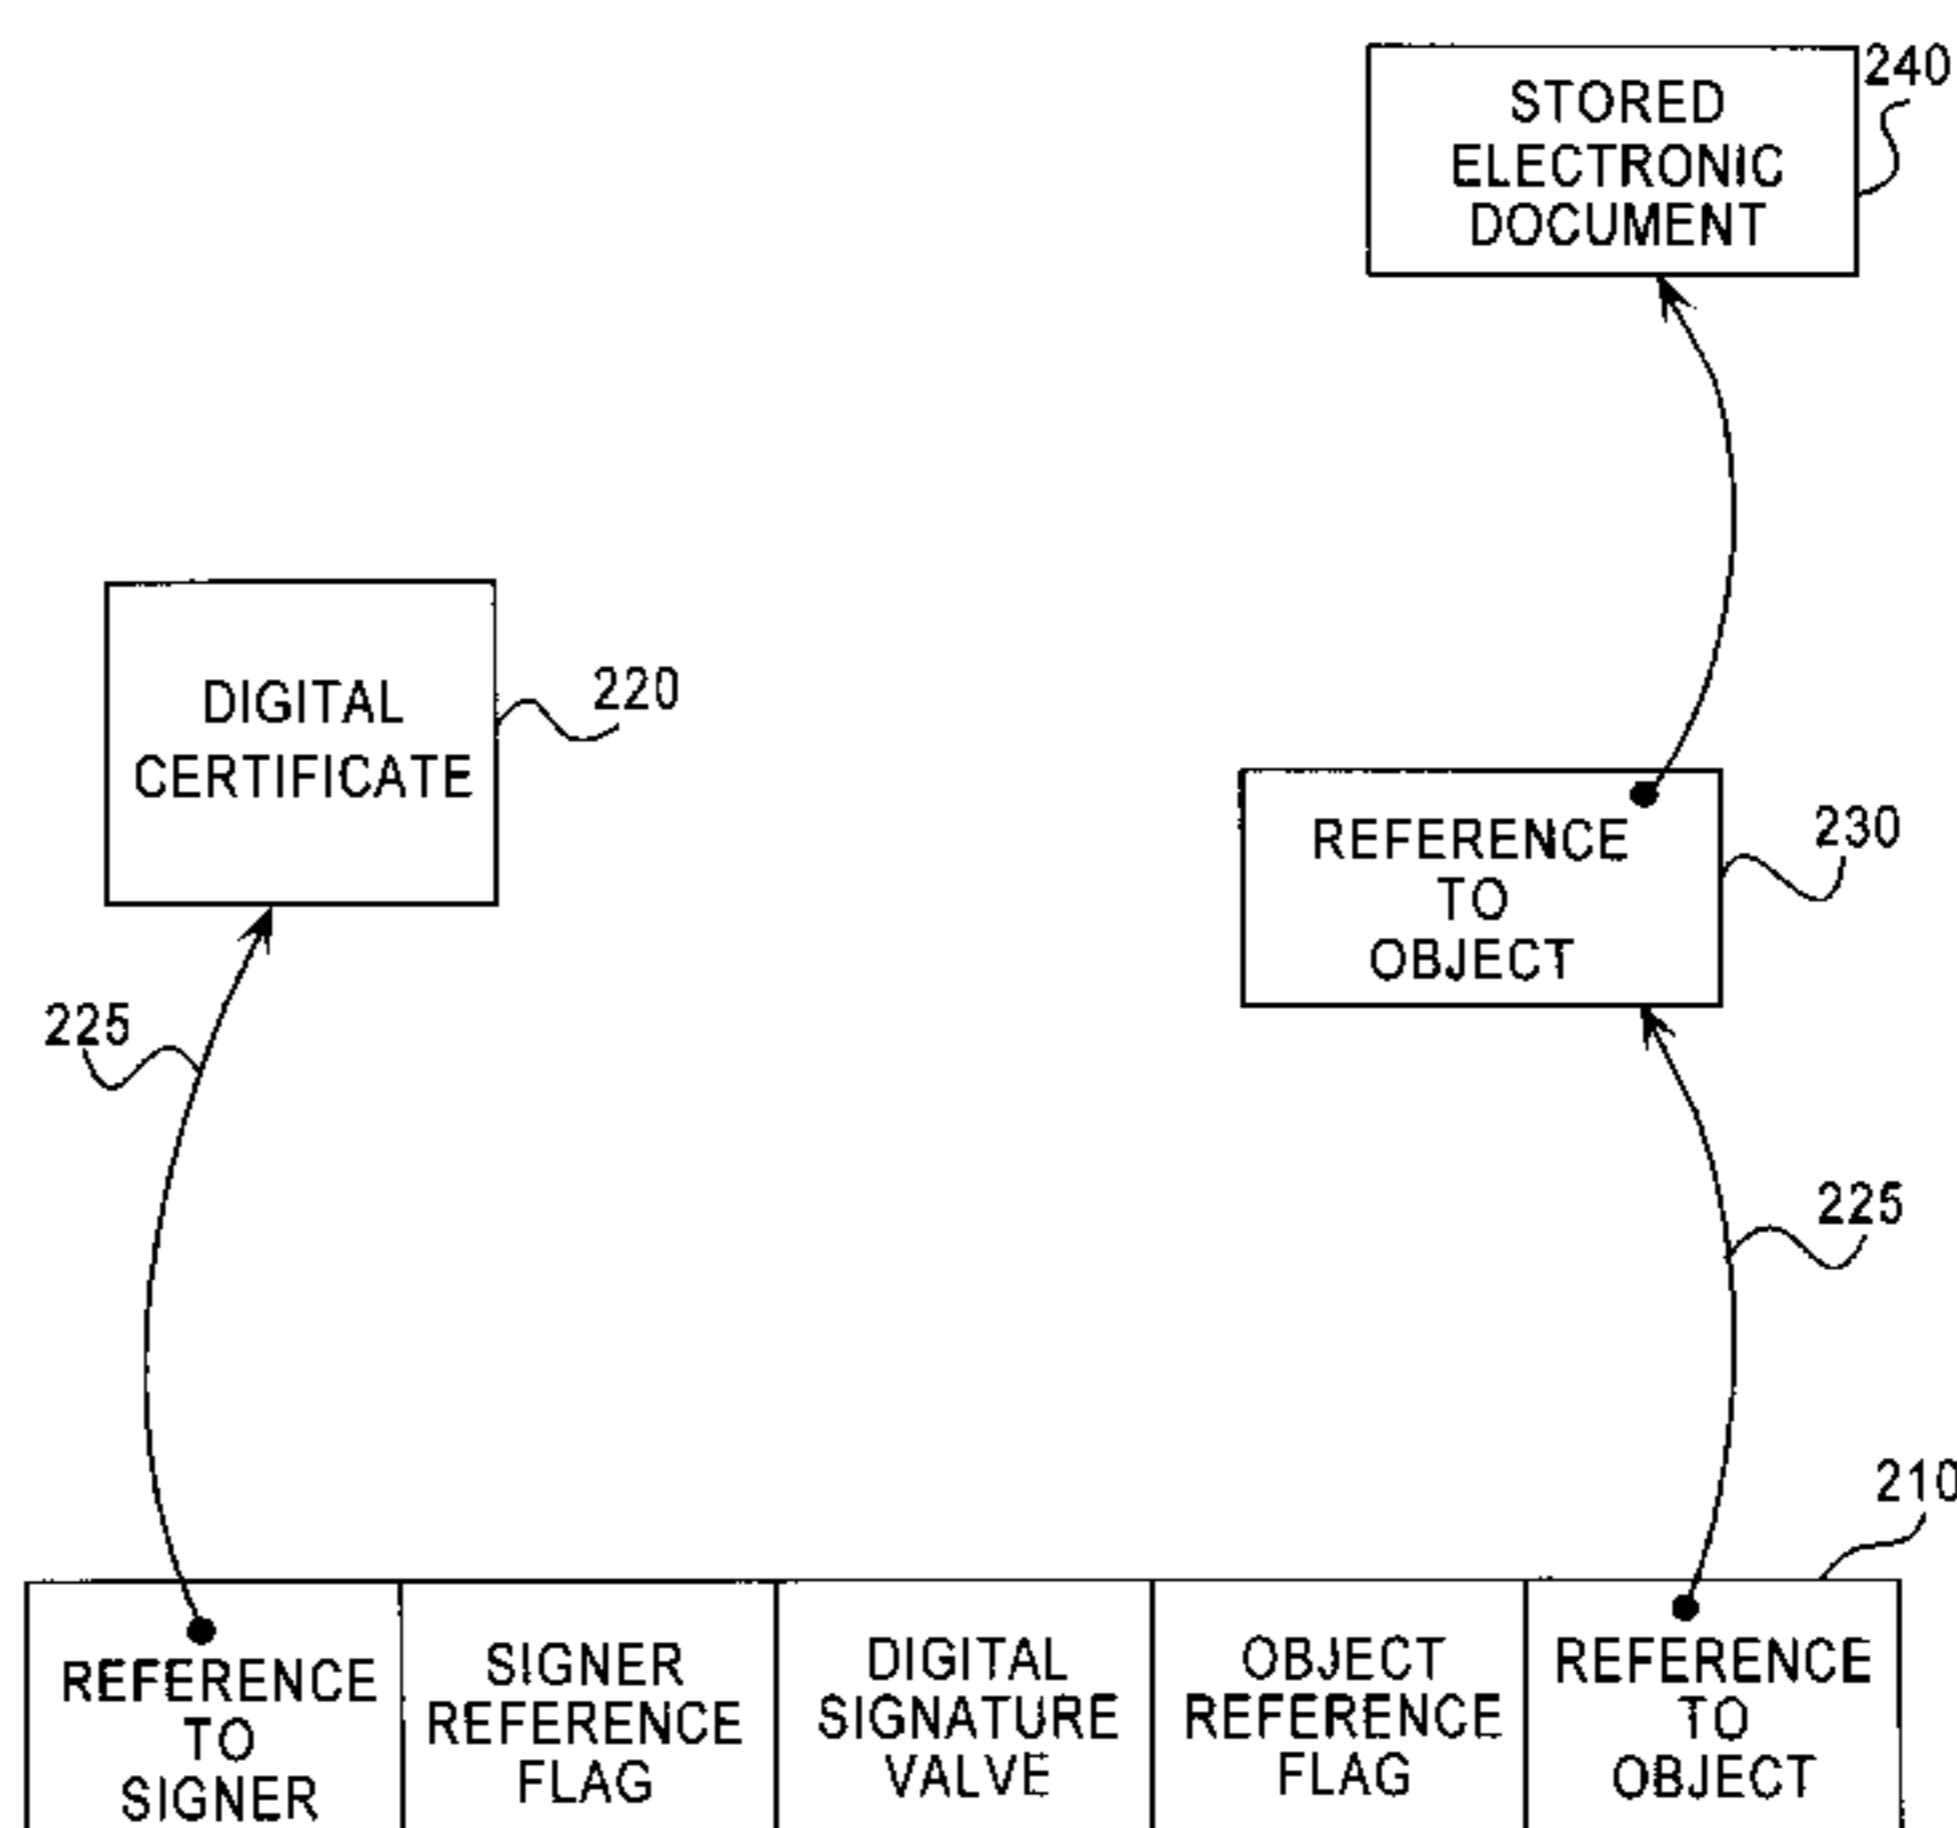 240
STORED
ELECTRONIC
DOCUMENT
220
DIGITAL
CERTIFICATE
230
REFERENCE
TO
OBJECT
225
225
210
REFERENCE
TO
SIGNER
SIGNER
REFERENCE
FLAG
DIGITAL
SIGNATURE
VALVE
OBJECT
REFERENCE
FLAG
REFERENCE
TO
OBJECT